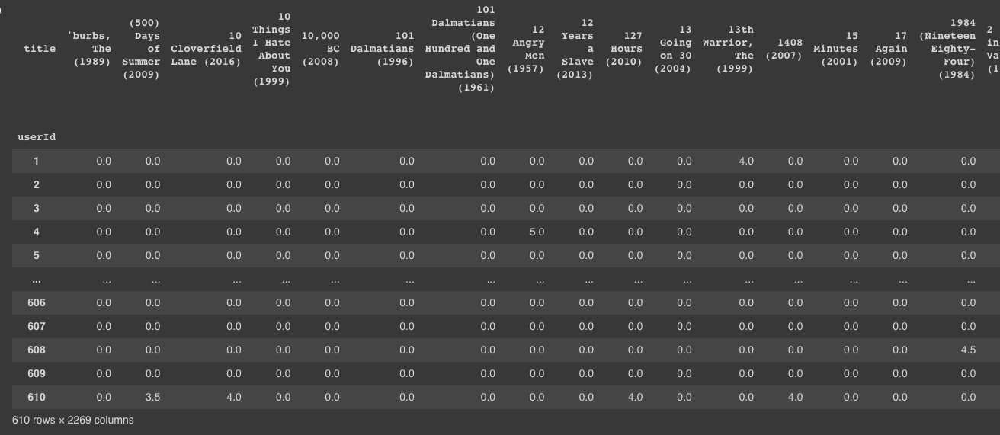 title 'burbs, The (1989) (500) Days of Summer (2009) 10 Cloverfield Lane (2016) 10 Things I Hate About You (1999) 10,000 BC (2008) 101 Dalmatians (1996) 101 Dalmatians (One Hundred and One Dalmatians) (1961) 12 Angry Men (1957) 12 Years a Slave (2013) 127 Hours (2010) 13 Going on 30 (2004) 13th Warrior, The (1999) 1408 (2007) 15 Minutes (2001) 17 Again (2009) 1984 (Nineteen Eighty-Four) (1984) 2 in
userId
1 0.0 0.0 0.0 0.0 0.0 0.0 0.0 0.0 0.0 0.0 0.0 4.0 0.0 0.0 0.0 0.0
2 0.0 0.0 0.0 0.0 0.0 0.0 0.0 0.0 0.0 0.0 0.0 0.0 0.0 0.0 0.0 0.0
3 0.0 0.0 0.0 0.0 0.0 0.0 0.0 0.0 0.0 0.0 0.0 0.0 0.0 0.0 0.0 0.0
4 0.0 0.0 0.0 0.0 0.0 0.0 0.0 5.0 0.0 0.0 0.0 0.0 0.0 0.0 0.0 0.0
5 0.0 0.0 0.0 0.0 0.0 0.0 0.0 0.0 0.0 0.0 0.0 0.0 0.0 0.0 0.0 0.0
... ... ... ... ... ... ... ... ... ... ... ... ... ... ... ... ...
606 0.0 0.0 0.0 0.0 0.0 0.0 0.0 0.0 0.0 0.0 0.0 0.0 0.0 0.0 0.0 0.0
607 0.0 0.0 0.0 0.0 0.0 0.0 0.0 0.0 0.0 0.0 0.0 0.0 0.0 0.0 0.0 0.0
608 0.0 0.0 0.0 0.0 0.0 0.0 0.0 0.0 0.0 0.0 0.0 0.0 0.0 0.0 0.0 4.5
609 0.0 0.0 0.0 0.0 0.0 0.0 0.0 0.0 0.0 0.0 0.0 0.0 0.0 0.0 0.0 0.0
610 0.0 3.5 4.0 0.0 0.0 0.0 0.0 0.0 0.0 4.0 0.0 0.0 4.0 0.0 0.0 0.0
610 rows × 2269 columns